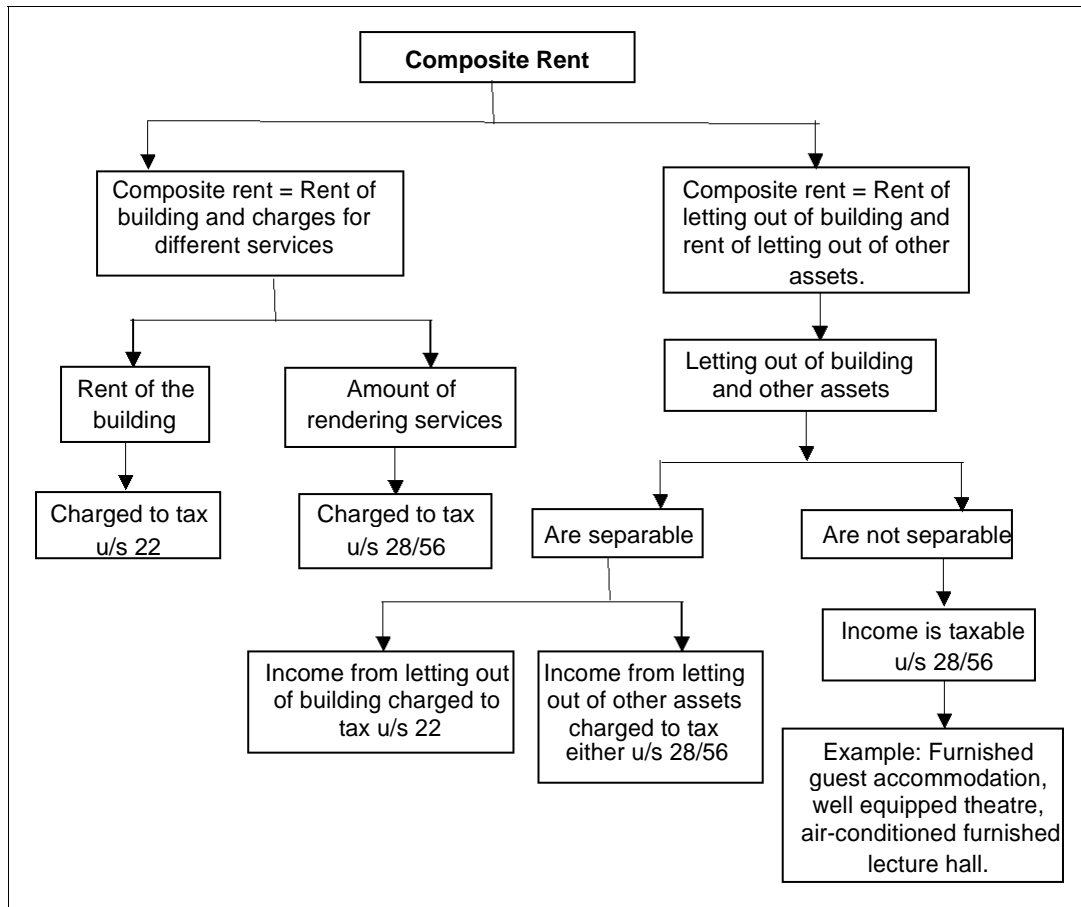 Composite Rent
Composite rent = Rent of
building and charges for
different services
Composite rent = Rent of
letting out of building and
rent of letting out of other
assets.
Rent of the
building
Amount of
rendering services
Letting out of building
and other assets
Charged to tax
u/s 22
Charged to tax
u/s 28/56
Are separable
Are not separable
Income from letting out
of building charged to
tax u/s 22
Income from letting
out of other assets
charged to tax
either u/s 28/56
Income is taxable
u/s 28/56
Example: Furnished
guest accommodation,
well equipped theatre,
air-conditioned furnished
lecture hall.